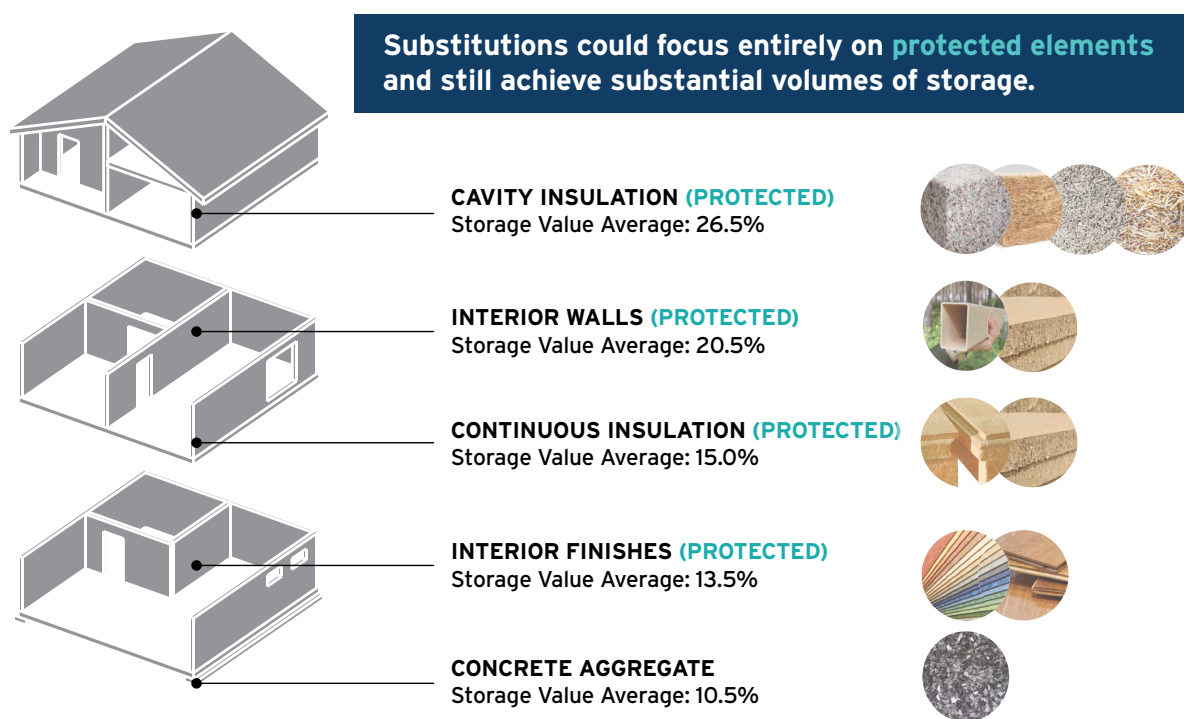 Substitutions could focus entirely on protected elements
and still achieve substantial volumes of storage.
CAVITY INSULATION (PROTECTED)
Storage Value Average: 26.5%
INTERIOR WALLS (PROTECTED)
Storage Value Average: 20.5%
CONTINUOUS INSULATION (PROTECTED)
Storage Value Average: 15.0%
INTERIOR FINISHES (PROTECTED)
Storage Value Average: 13.5%
CONCRETE AGGREGATE
Storage Value Average: 10.5%